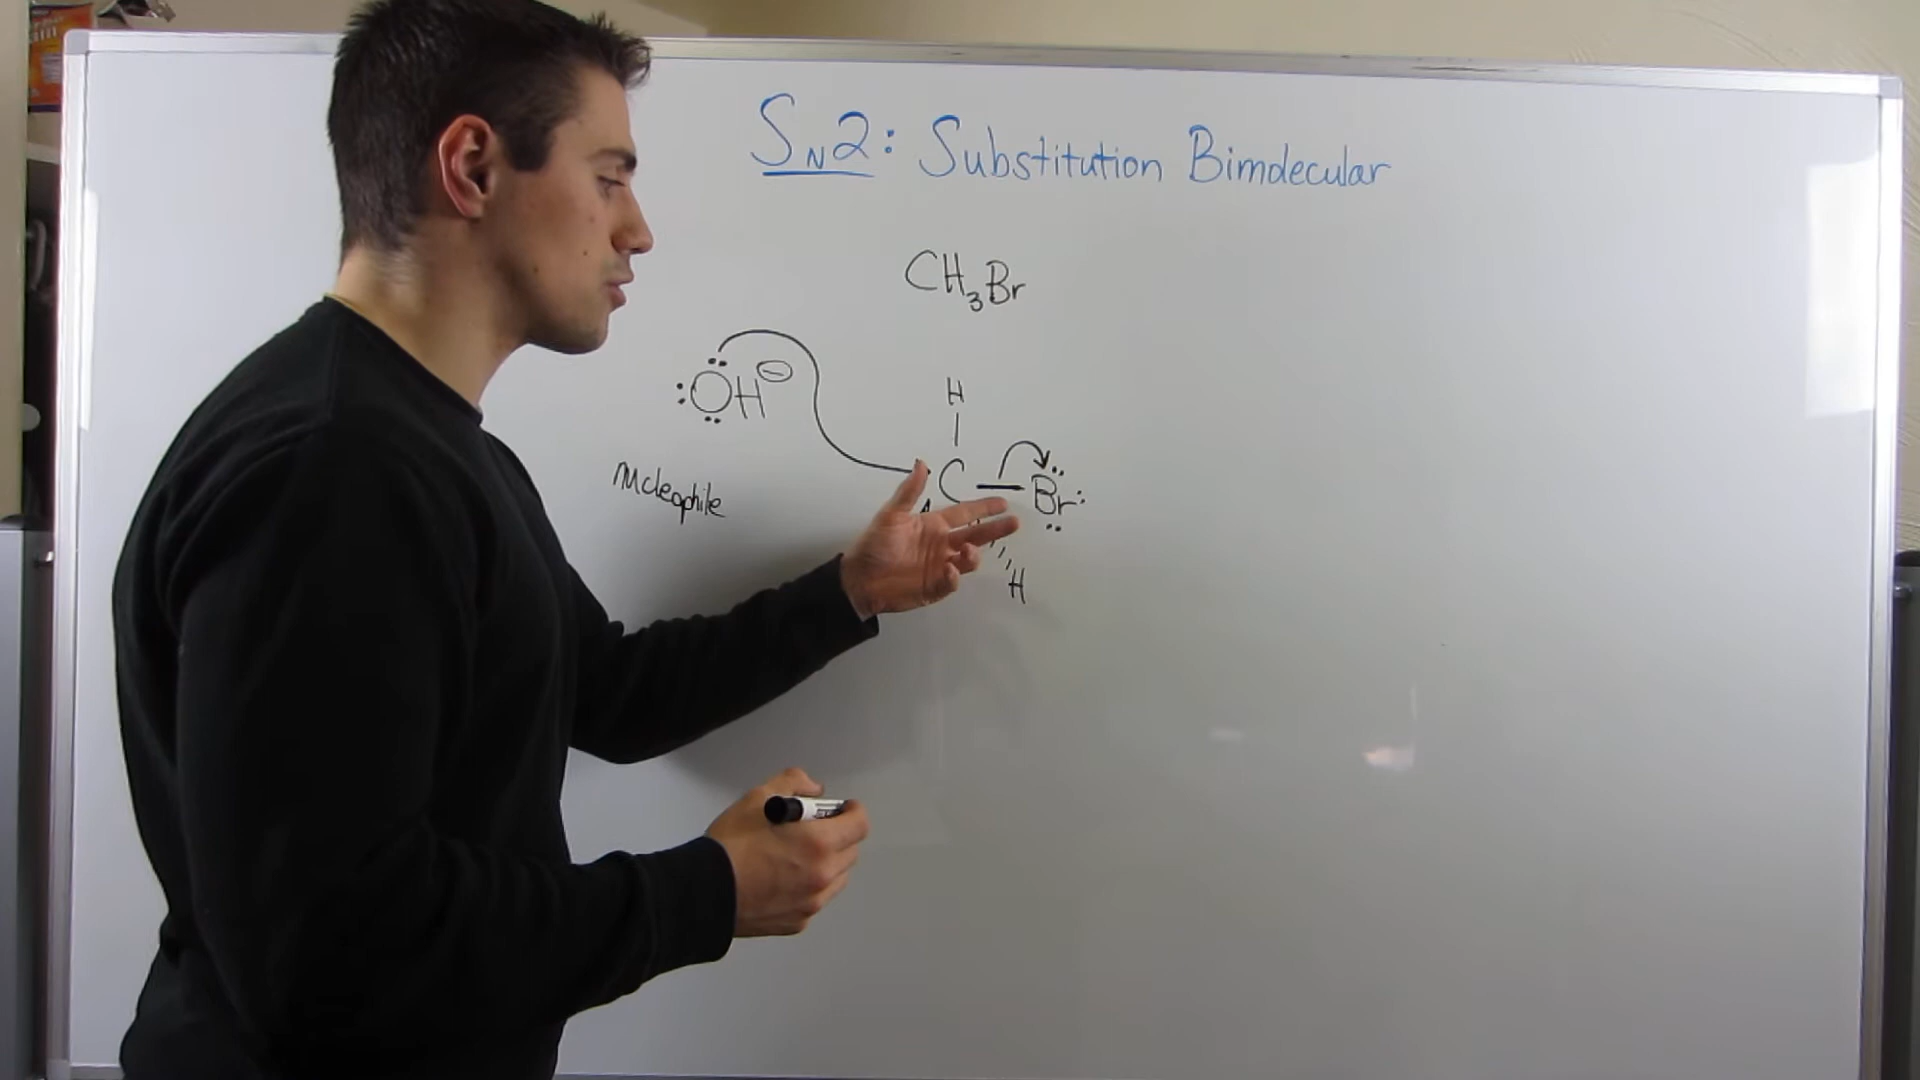 SN2: Substitution Bimolecular
CH3Br
:OH⊖
H
C — Br:
H
nucleophile